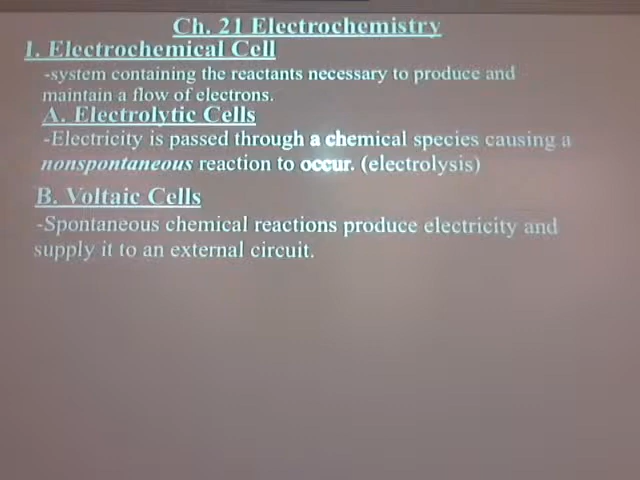 Ch. 21 Electrochemistry
1. Electrochemical Cell
-system containing the reactants necessary to produce and
maintain a flow of electrons.
A. Electrolytic Cells
-Electricity is passed through a chemical species causing a
nonspontaneous reaction to occur. (electrolysis)
B. Voltaic Cells
-Spontaneous chemical reactions produce electricity and
supply it to an external circuit.